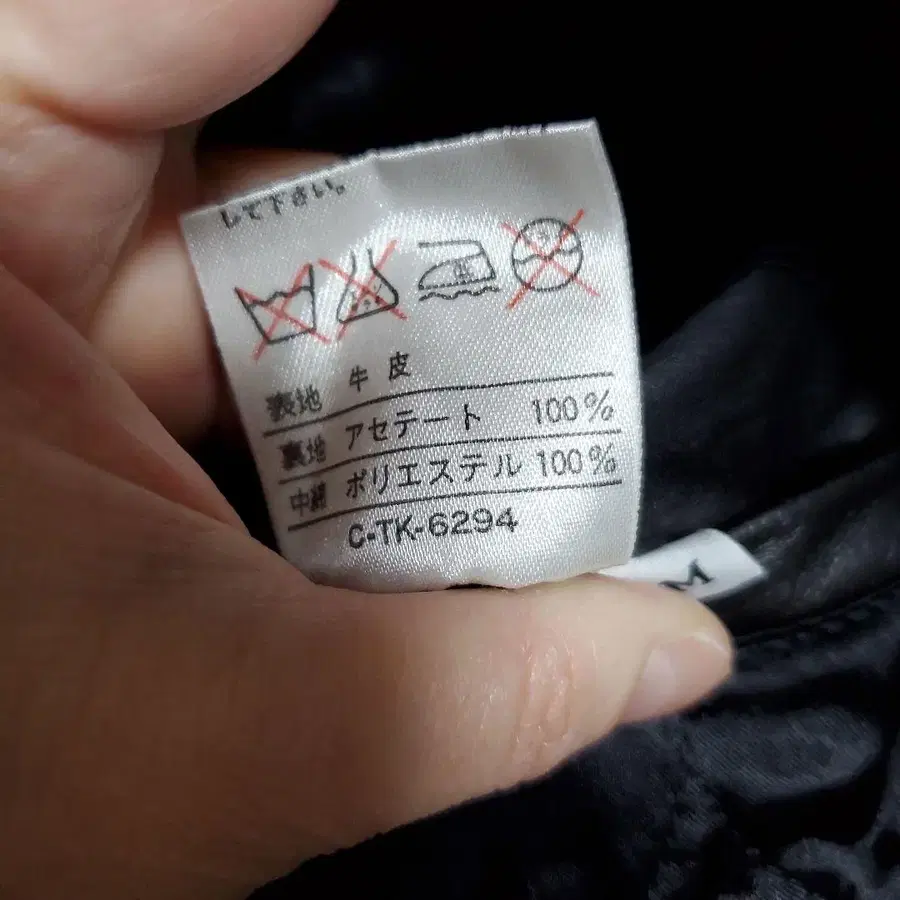 して下さい。
表地 牛皮
裏地 アセテート 100%
中綿 ポリエステル 100%
C-TK-6294
M